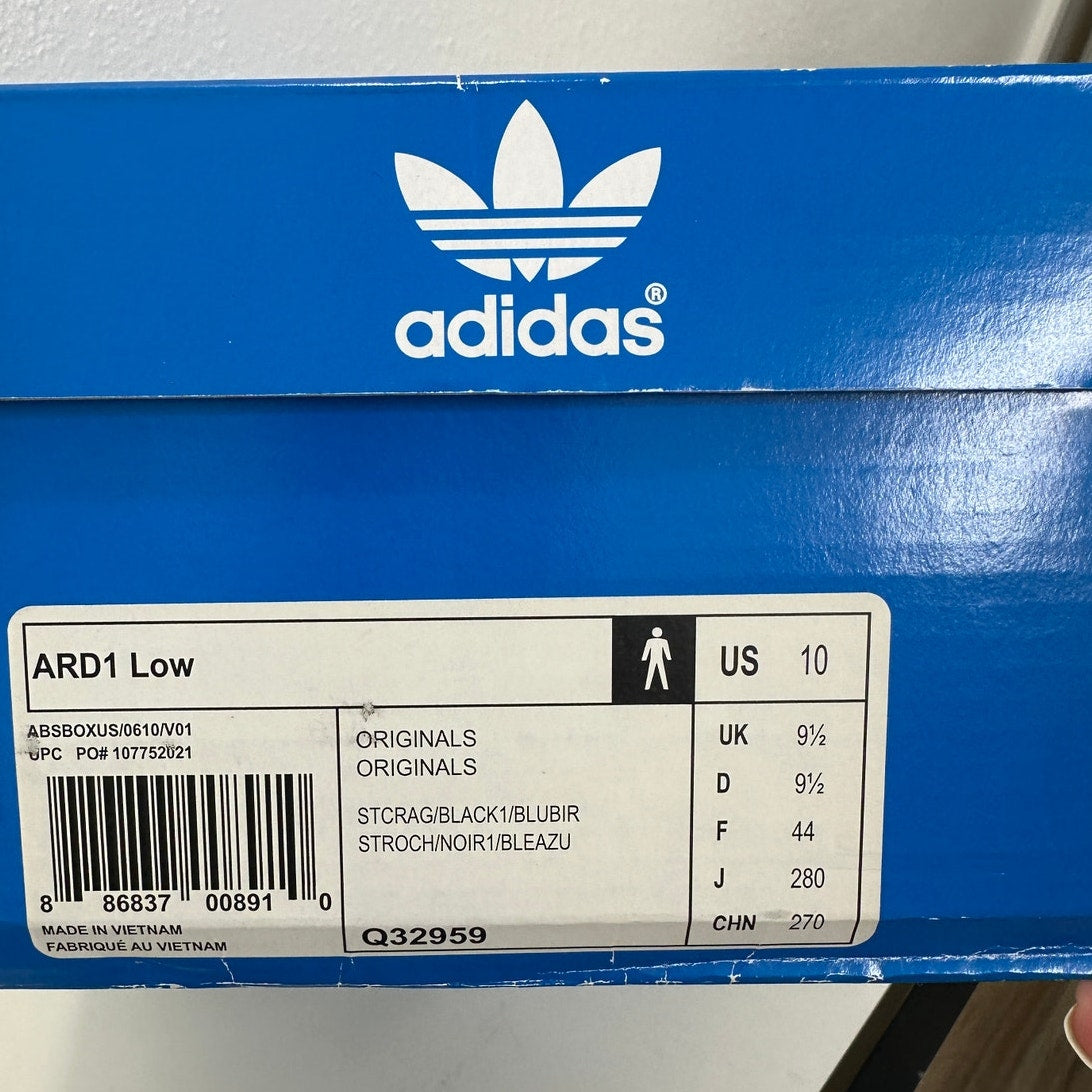 adidas®
ARD1 Low
US 10
ABSBOXUS/0610/V01
UPC PO# 107752021
8 86837 00891 0
MADE IN VIETNAM
FABRIQUÉ AU VIETNAM
ORIGINALS
ORIGINALS
STCRAG/BLACK1/BLUBIR
STROCH/NOIR1/BLEAZU
Q32959
UK 9½
D 9½
F 44
J 280
CHN 270